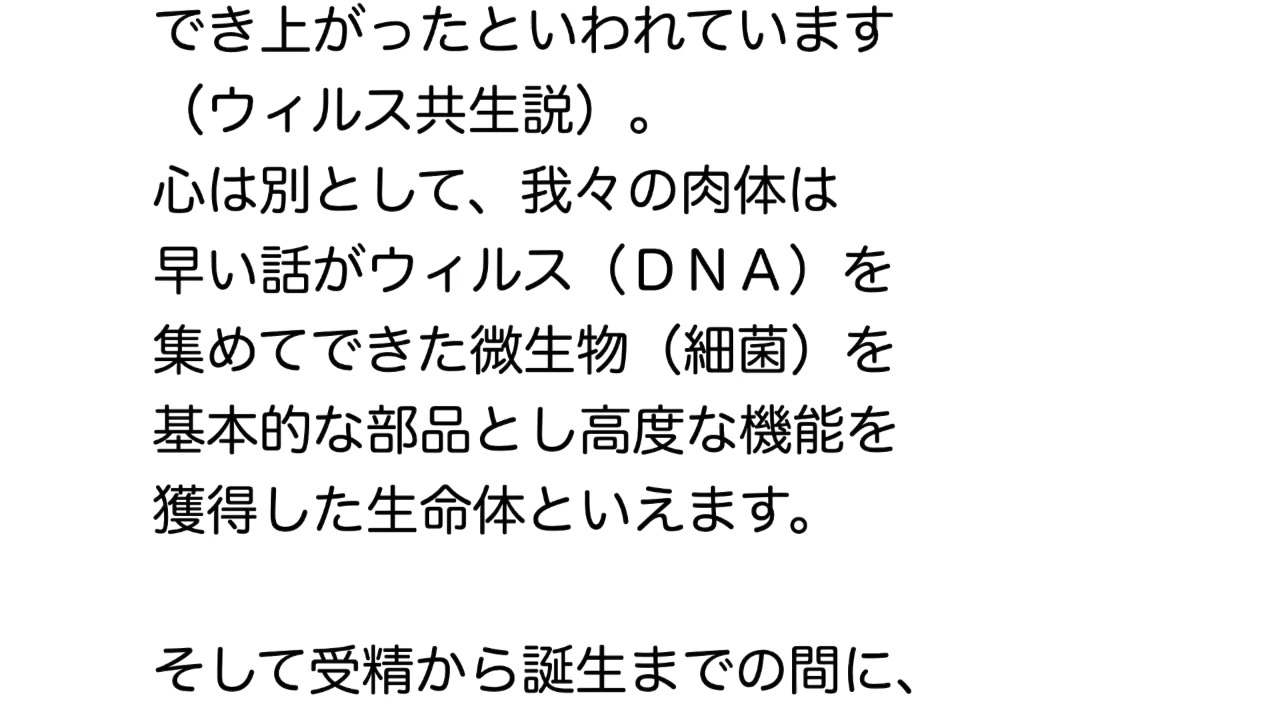 でき上がったといわれています
（ウィルス共生説）。
心は別として、我々の肉体は
早い話がウィルス（ＤＮＡ）を
集めてできた微生物（細菌）を
基本的な部品とし高度な機能を
獲得した生命体といえます。
そして受精から誕生までの間に、